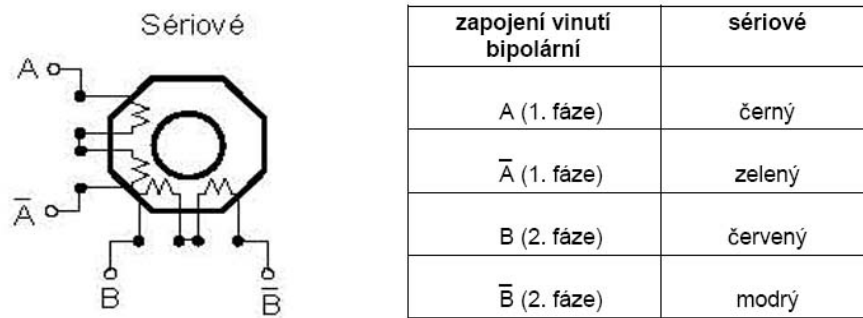 Sériové
A
A̅
B
B̅
zapojení vinutí sériové
bipolární
A (1. fáze) černý
A̅ (1. fáze) zelený
B (2. fáze) červený
B̅ (2. fáze) modrý